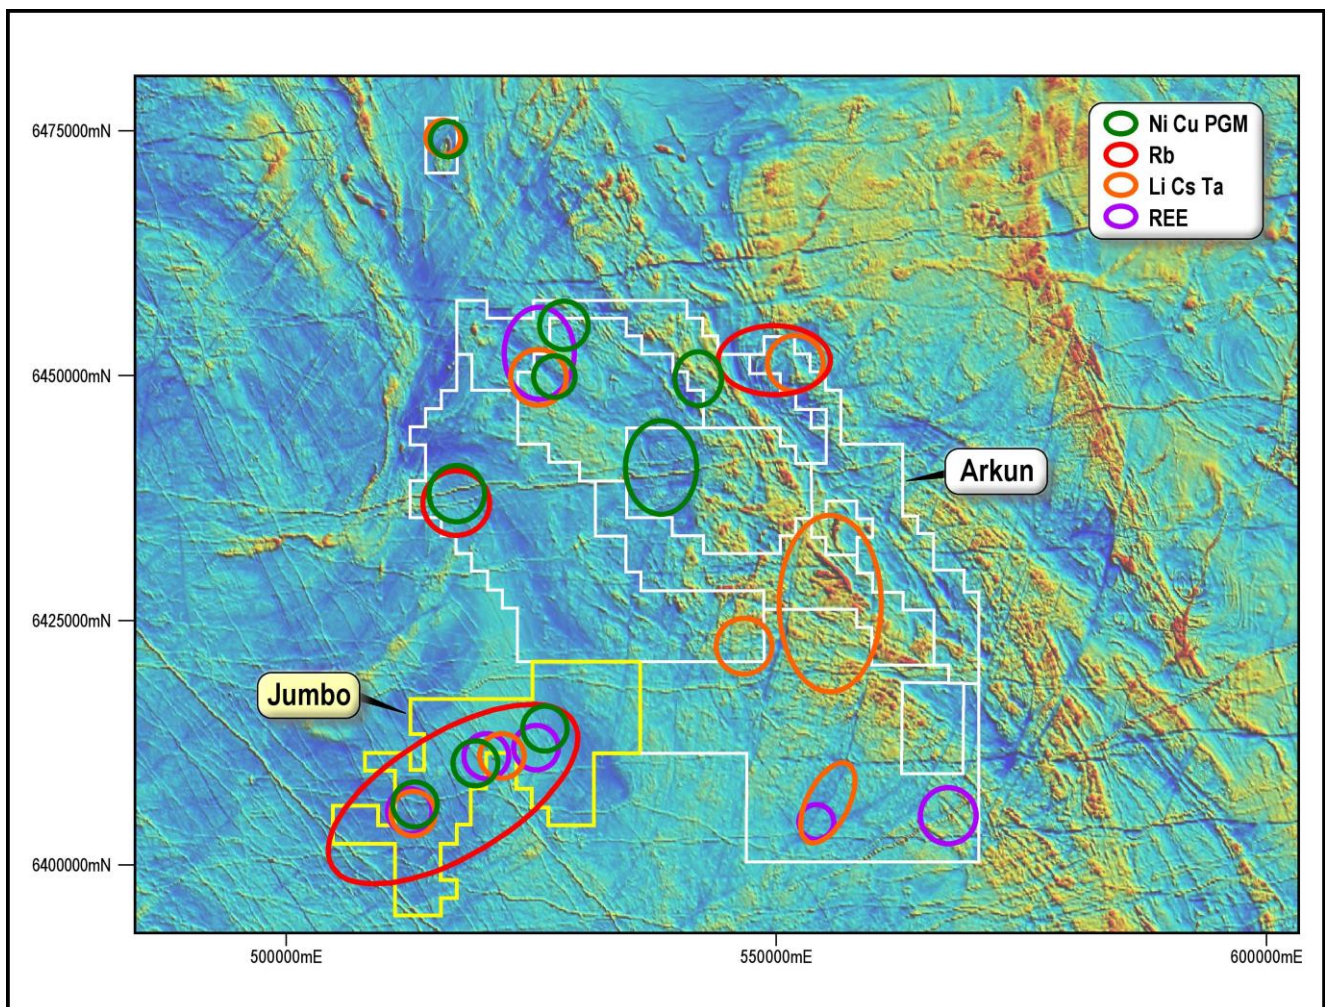 6475000mN
Ni Cu PGM
Rb
Li Cs Ta
REE
6450000mN
Arkun
6425000mN
Jumbo
6400000mN
500000mE
550000mE
600000mE